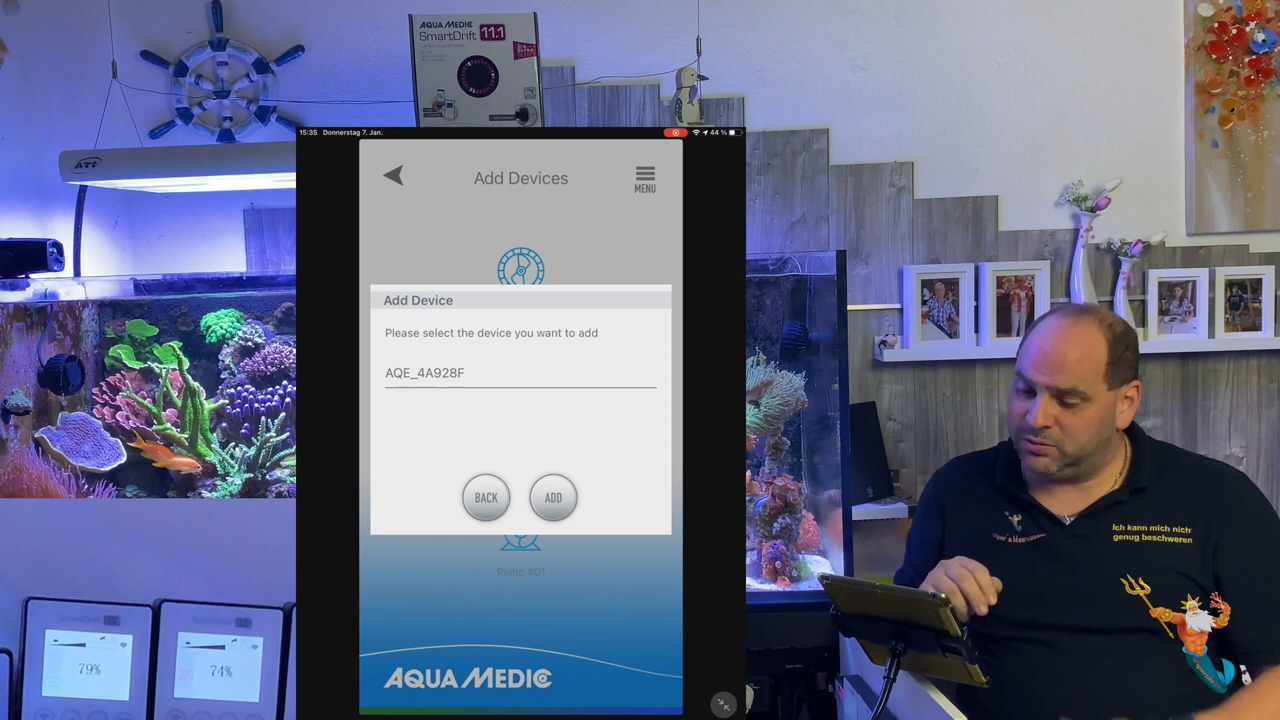 AQUA MEDIC
SmartDrift 11.1
ATI
15:35 Donnerstag 7. Jan.
44 %
Add Devices
MENU
Add Device
Please select the device you want to add
AQE_4A928F
BACK
ADD
Pump #01
AQUA MEDIC
79%
74%
Ich kann mich nicht
genug beschweren